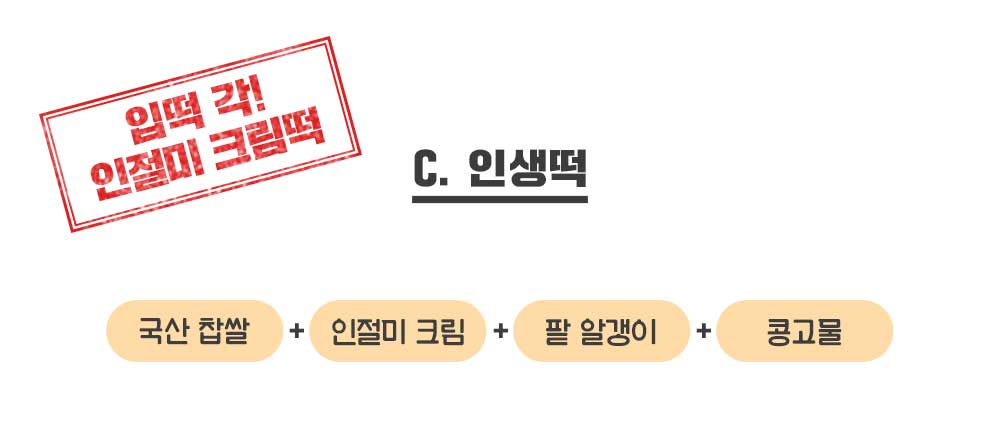 입떡 각!
인절미 크림떡
C. 인생떡
국산 찹쌀 + 인절미 크림 + 팥 알갱이 + 콩고물